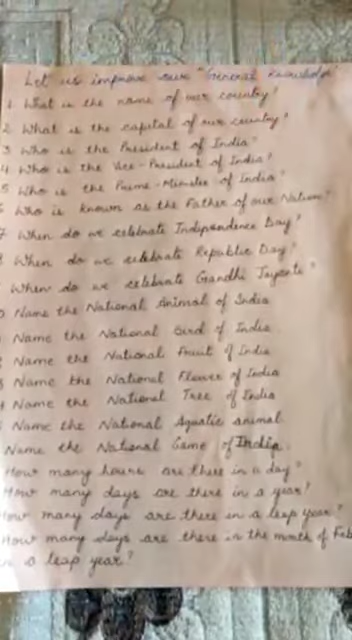 Let us improve our "General Knowledge"
1 What is the name of our country?
2 What is the capital of our country?
3 Who is the President of India?
4 Who is the Vice-President of India?
5 Who is the Prime-Minister of India?
Who is known as the Father of our Nation?
7 When do we celebrate Independence Day?
When do we celebrate Republic Day?
When do we celebrate Gandhi Jayanti?
0 Name the National Animal of India
Name the National Bird of India.
Name the National Fruit of India
Name the National Flower of India
Name the National Tree of India
Name the National Aquatic animal.
Name the National Game of India.
How many hours are there in a day?
How many days are there in a year?
How many days are there in a leap year?
How many days are there in the month of Feb
in a leap year?